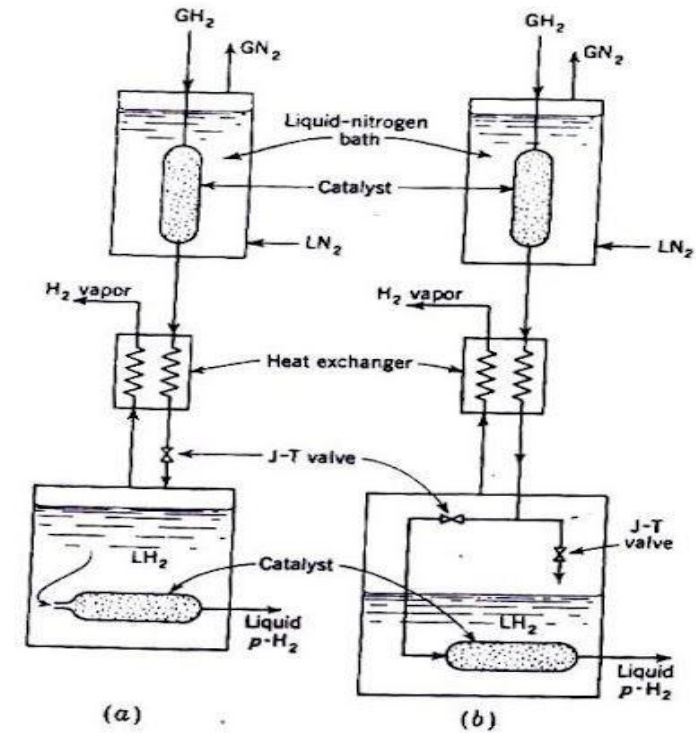 GH2
GN2
GH2
GN2
Liquid-nitrogen
bath
Catalyst
LN2
LN2
H2 vapor
H2 vapor
Heat exchanger
J-T valve
J-T
valve
LH2
Catalyst
LH2
Liquid
p-H2
Liquid
p-H2
(a)
(b)